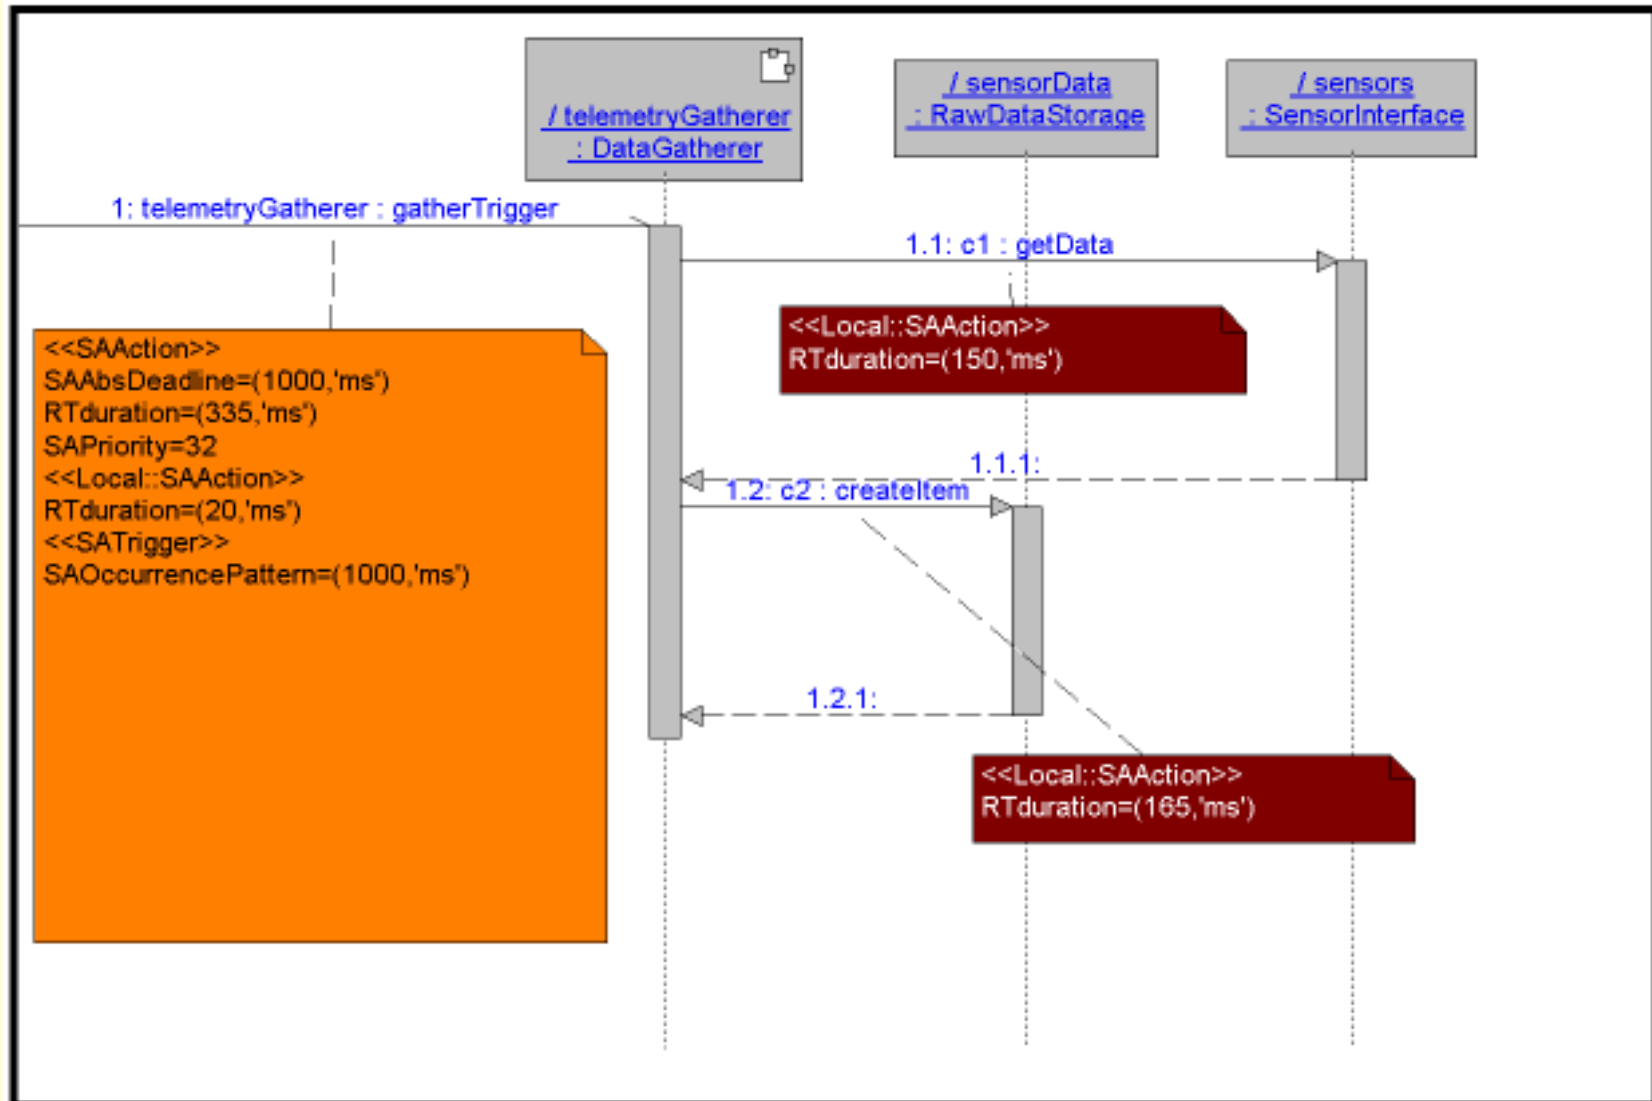 / telemetryGatherer
: DataGatherer
/ sensorData
: RawDataStorage
/ sensors
: SensorInterface
1: telemetryGatherer : gatherTrigger
1.1: c1 : getData
<<Local::SAAction>>
RTduration=(150,'ms')
<<SAAction>>
SAAbsDeadline=(1000,'ms')
RTduration=(335,'ms')
SAPriority=32
<<Local::SAAction>>
RTduration=(20,'ms')
<<SATrigger>>
SAOccurrencePattern=(1000,'ms')
1.1.1:
1.2: c2 : createItem
1.2.1:
<<Local::SAAction>>
RTduration=(165,'ms')